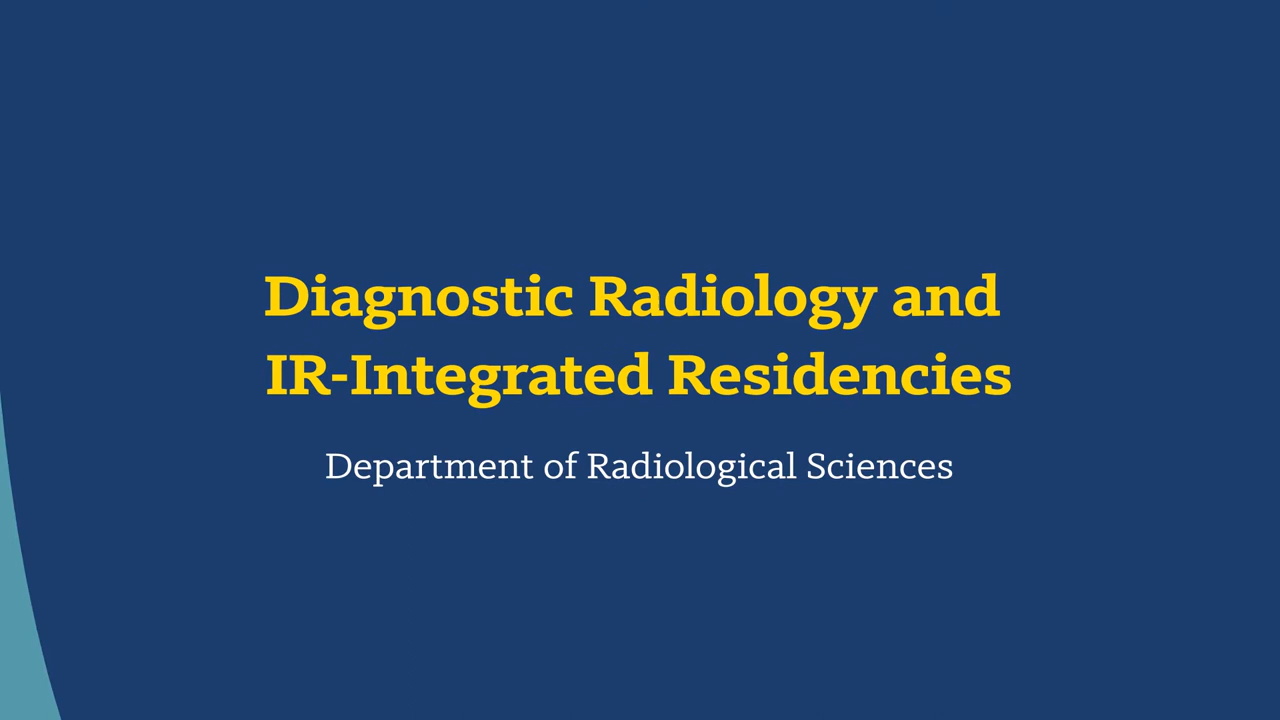 Diagnostic Radiology and
IR-Integrated Residencies
Department of Radiological Sciences